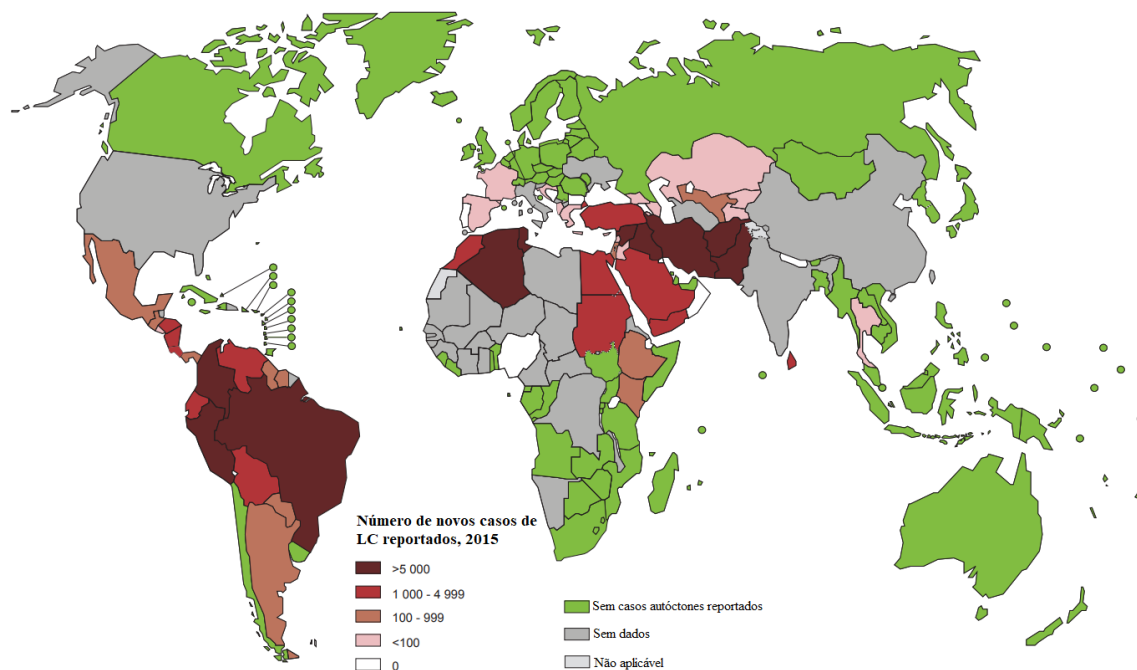 Número de novos casos de
LC reportados, 2015
>5 000
1 000 - 4 999
100 - 999
<100
0
Sem casos autóctones reportados
Sem dados
Não aplicável